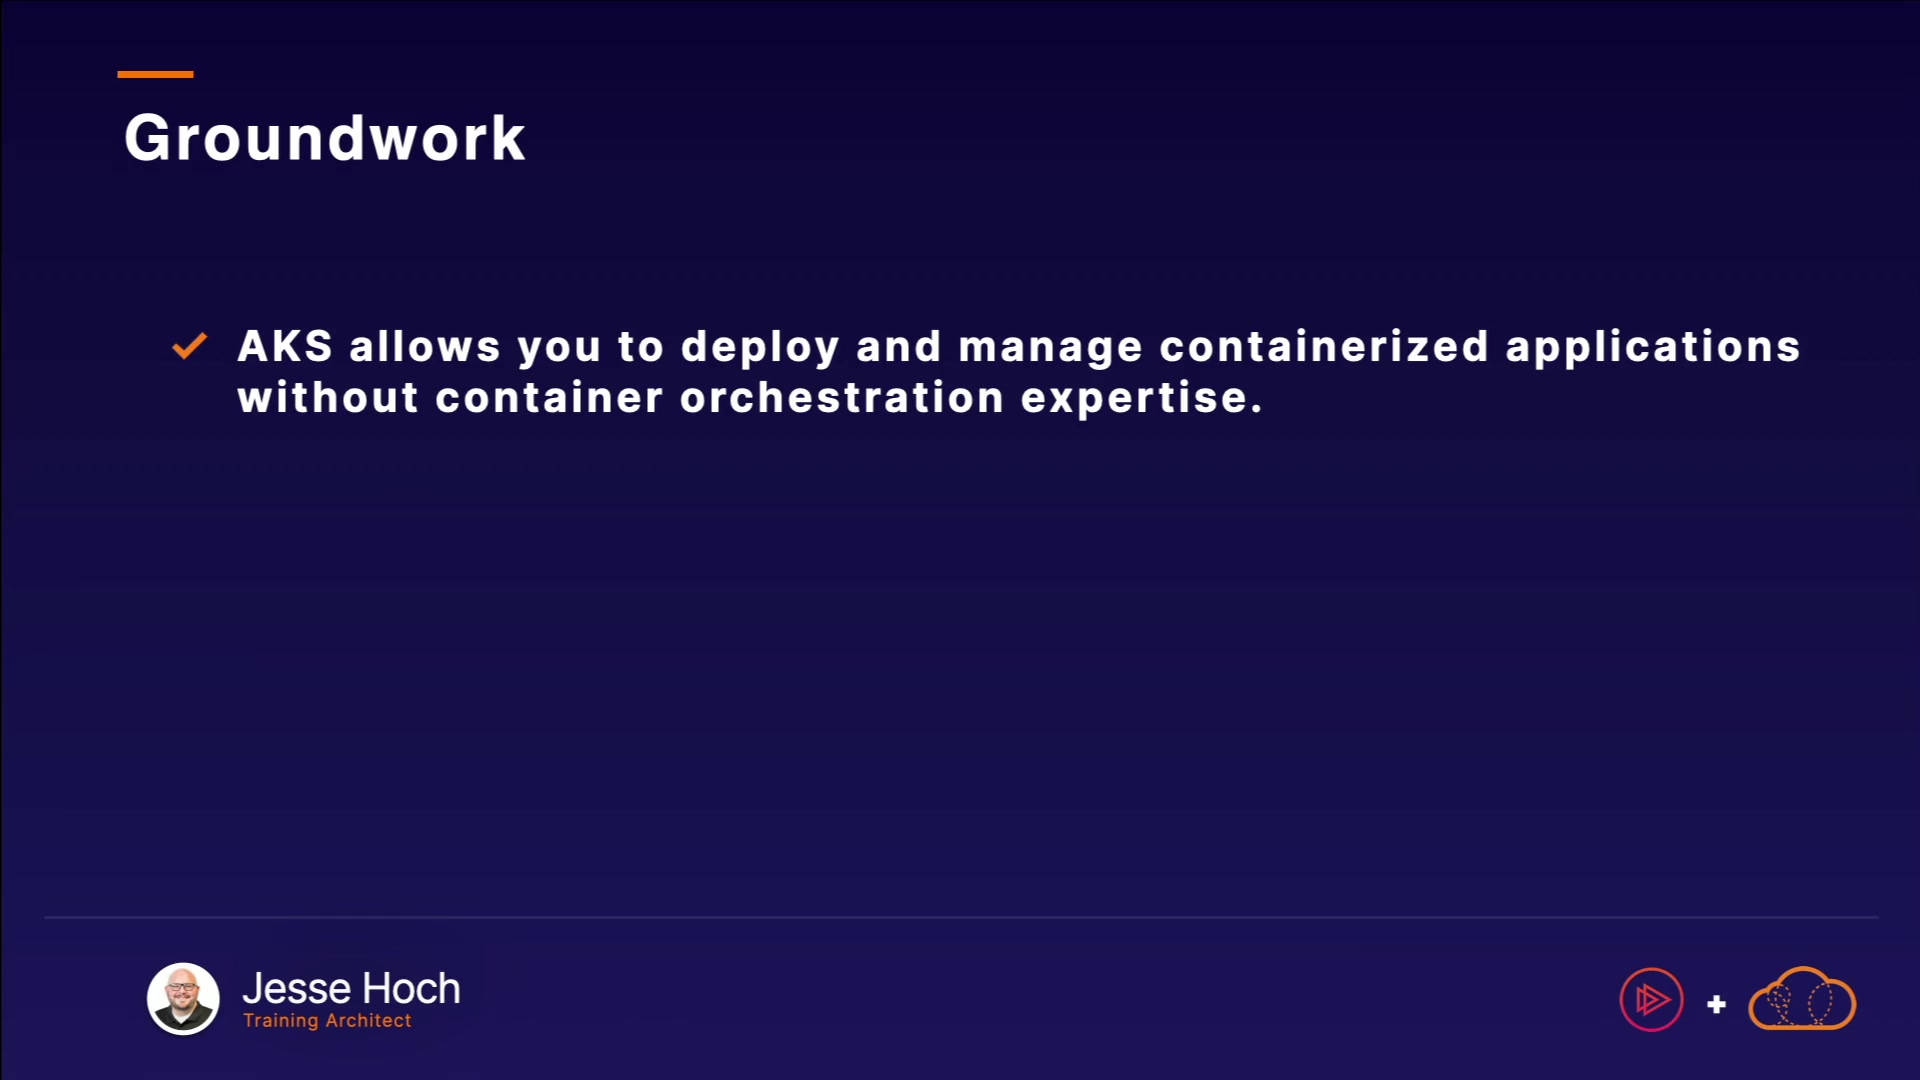 Groundwork
AKS allows you to deploy and manage containerized applications
without container orchestration expertise.
Jesse Hoch
Training Architect